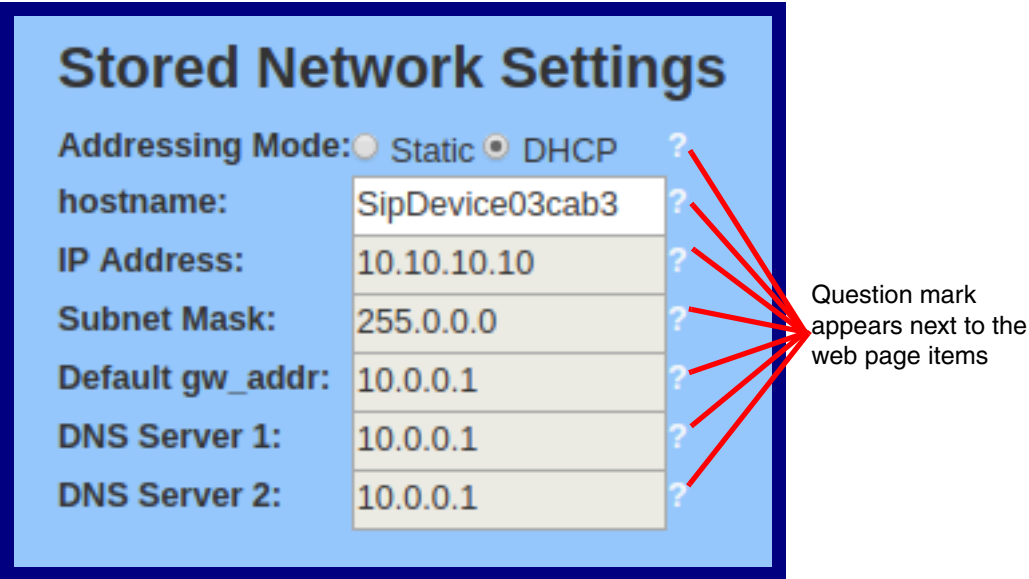 Stored Network Settings
Addressing Mode: Static DHCP ?
hostname: SipDevice03cab3 ?
IP Address: 10.10.10.10 ?
Subnet Mask: 255.0.0.0 ?
Default gw_addr: 10.0.0.1 ?
DNS Server 1: 10.0.0.1 ?
DNS Server 2: 10.0.0.1 ?
Question mark
appears next to the
web page items